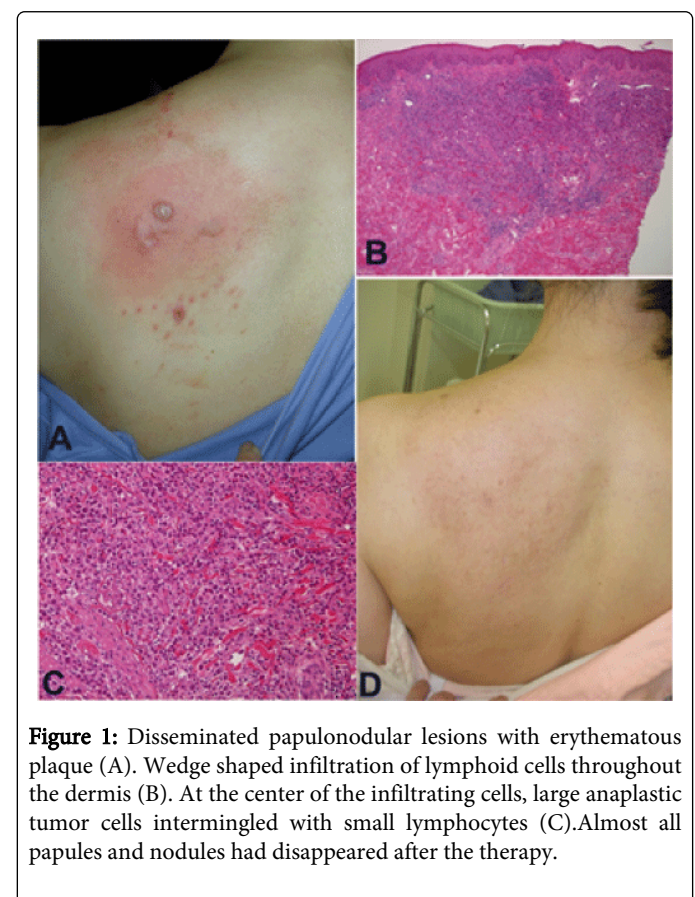 A
B
C
D
Figure 1: Disseminated papulonodular lesions with erythematous
plaque (A). Wedge shaped infiltration of lymphoid cells throughout
the dermis (B). At the center of the infiltrating cells, large anaplastic
tumor cells intermingled with small lymphocytes (C).Almost all
papules and nodules had disappeared after the therapy.